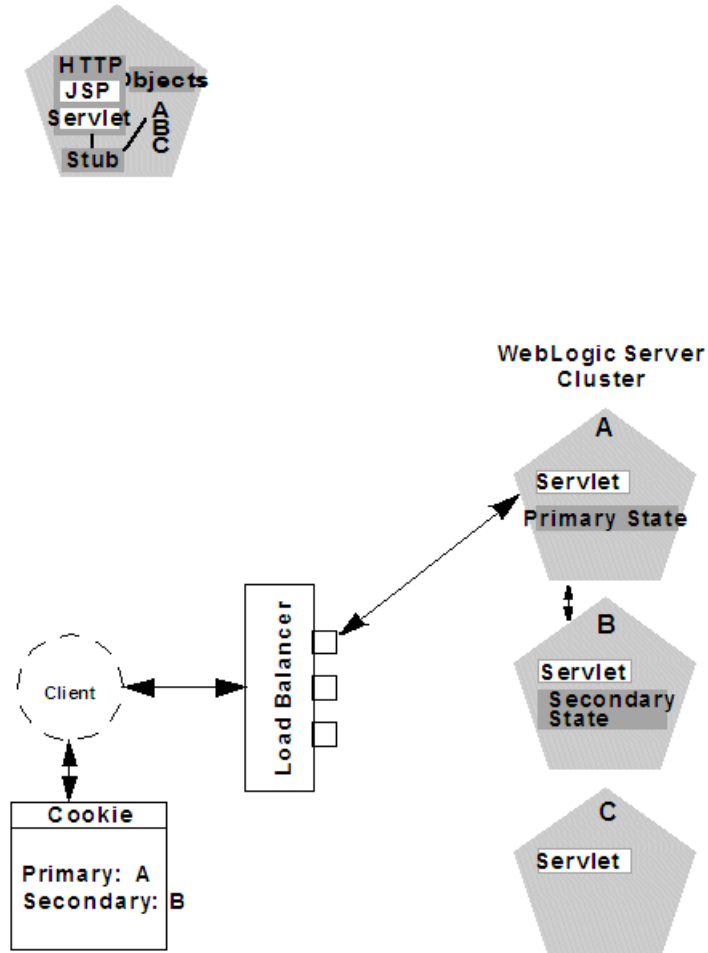 HTTP
Objects
JSP
Servlet
A
B
C
Stub
WebLogic Server
Cluster
A
Servlet
Primary State
B
Servlet
Secondary
State
C
Servlet
Load Balancer
Client
Cookie
Primary: A
Secondary: B